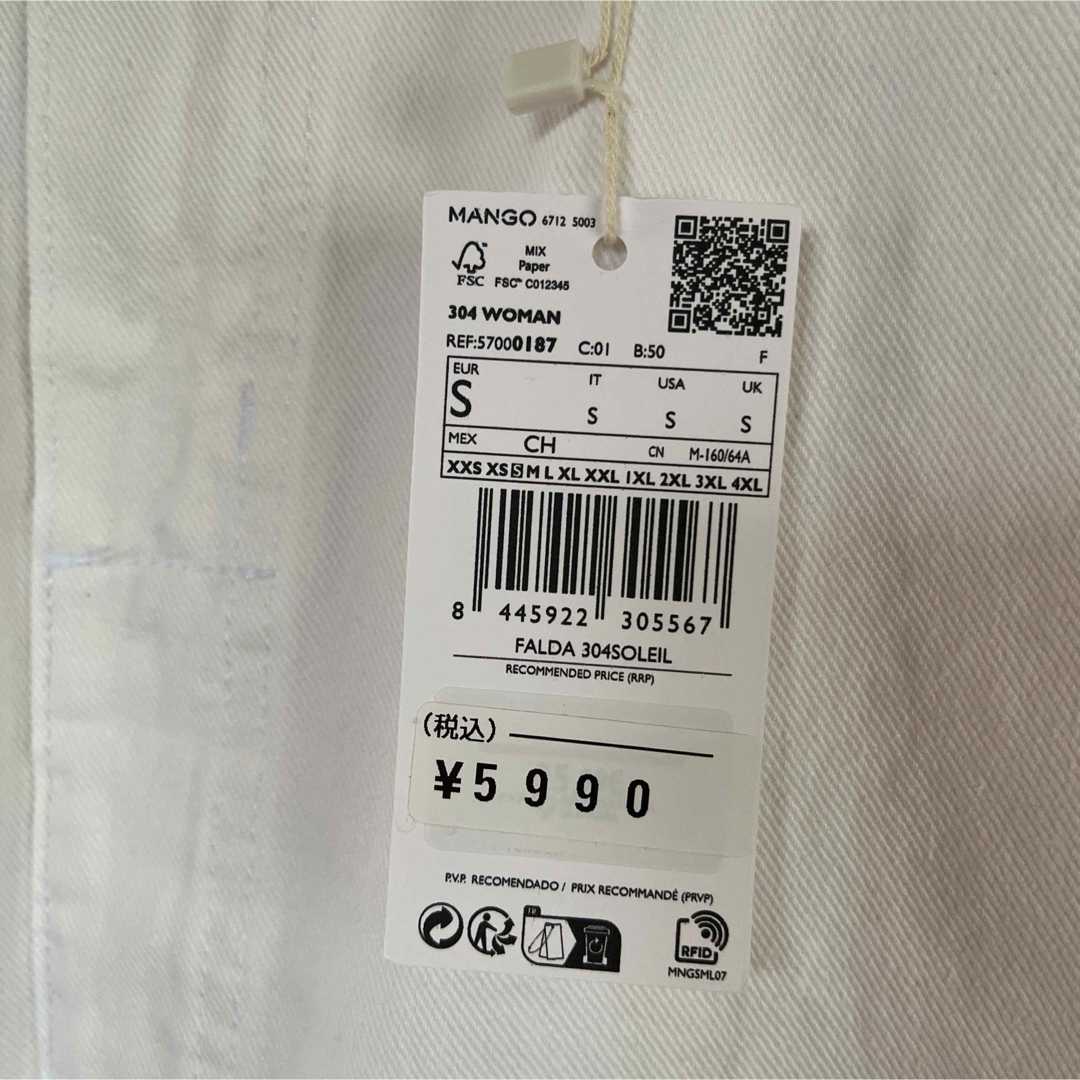 MANGO 6712 5003
MIX
Paper
FSC
FSC™ C012345
304 WOMAN
REF:57000187 C:01 B:50 F
EUR IT USA UK
S S S S
MEX CH CN M-160/64A
XXS XS S M L XL XXL 1XL 2XL 3XL 4XL
8 445922 305567
FALDA 304SOLEIL
RECOMMENDED PRICE (RRP)
(税込)
¥5990
P.V.P. RECOMENDADO / PRIX RECOMMANDÉ (PRVP)
FR
RFID
MNGSML07